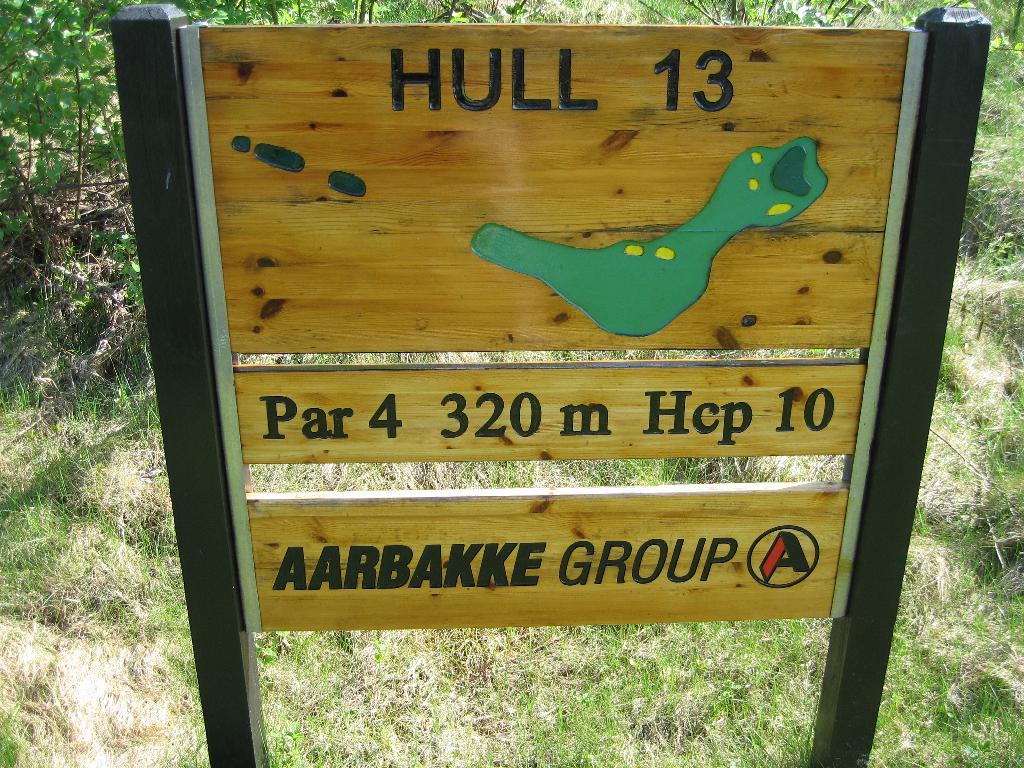 HULL 13
Par 4 320 m Hcp 10
AARBAKKE GROUP A